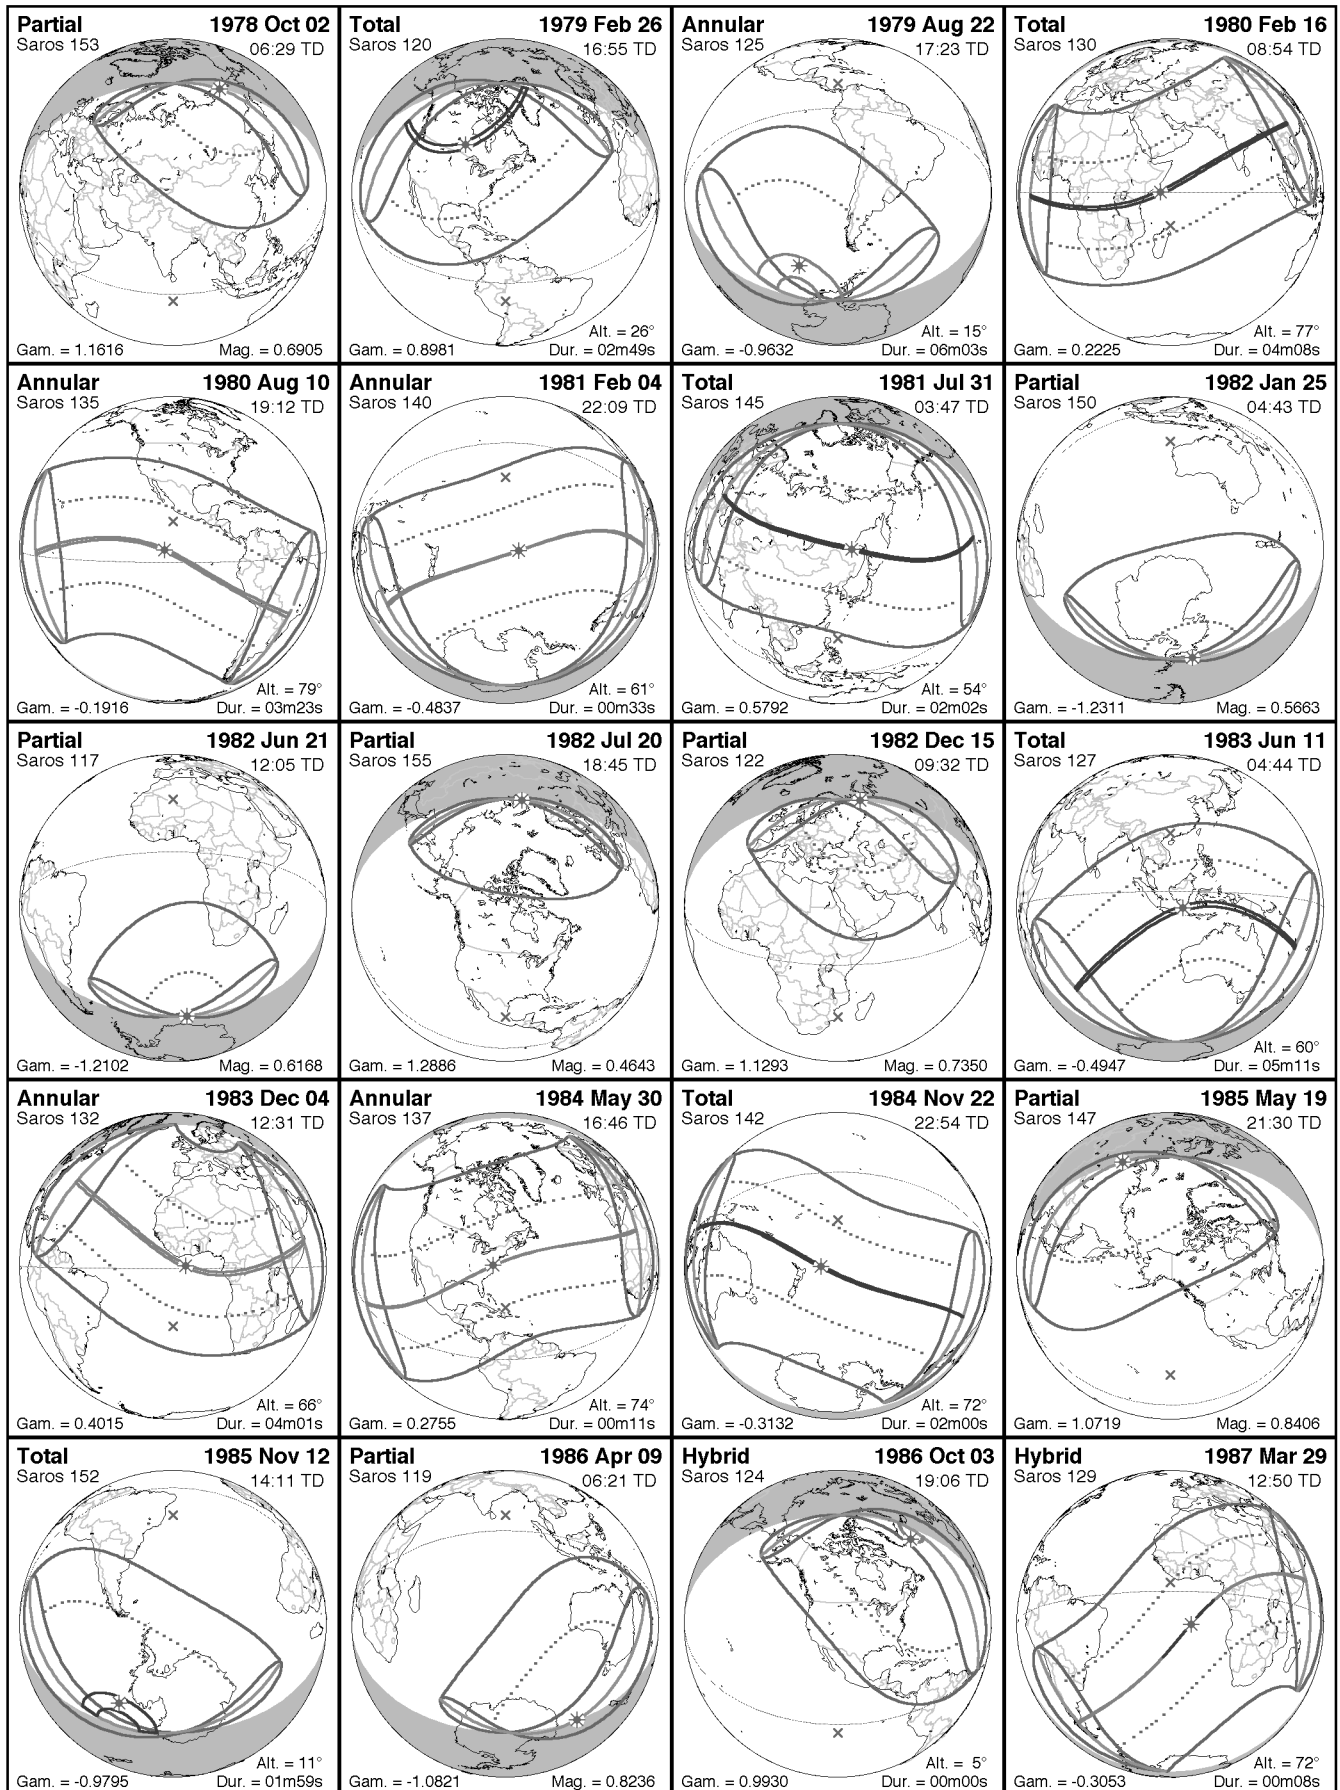 Partial 1978 Oct 02
Saros 153 06:29 TD
Gam. = 1.1616 Mag. = 0.6905
Total 1979 Feb 26
Saros 120 16:55 TD
Alt. = 26°
Gam. = 0.8981 Dur. = 02m49s
Annular 1979 Aug 22
Saros 125 17:23 TD
Alt. = 15°
Gam. = -0.9632 Dur. = 06m03s
Total 1980 Feb 16
Saros 130 08:54 TD
Alt. = 77°
Gam. = 0.2225 Dur. = 04m08s
Annular 1980 Aug 10
Saros 135 19:12 TD
Alt. = 79°
Gam. = -0.1916 Dur. = 03m23s
Annular 1981 Feb 04
Saros 140 22:09 TD
Alt. = 61°
Gam. = -0.4837 Dur. = 00m33s
Total 1981 Jul 31
Saros 145 03:47 TD
Alt. = 54°
Gam. = 0.5792 Dur. = 02m02s
Partial 1982 Jan 25
Saros 150 04:43 TD
Gam. = -1.2311 Mag. = 0.5663
Partial 1982 Jun 21
Saros 117 12:05 TD
Gam. = -1.2102 Mag. = 0.6168
Partial 1982 Jul 20
Saros 155 18:45 TD
Gam. = 1.2886 Mag. = 0.4643
Partial 1982 Dec 15
Saros 122 09:32 TD
Gam. = 1.1293 Mag. = 0.7350
Total 1983 Jun 11
Saros 127 04:44 TD
Alt. = 60°
Gam. = -0.4947 Dur. = 05m11s
Annular 1983 Dec 04
Saros 132 12:31 TD
Alt. = 66°
Gam. = 0.4015 Dur. = 04m01s
Annular 1984 May 30
Saros 137 16:46 TD
Alt. = 74°
Gam. = 0.2755 Dur. = 00m11s
Total 1984 Nov 22
Saros 142 22:54 TD
Alt. = 72°
Gam. = -0.3132 Dur. = 02m00s
Partial 1985 May 19
Saros 147 21:30 TD
Gam. = 1.0719 Mag. = 0.8406
Total 1985 Nov 12
Saros 152 14:11 TD
Alt. = 11°
Gam. = -0.9795 Dur. = 01m59s
Partial 1986 Apr 09
Saros 119 06:21 TD
Gam. = -1.0821 Mag. = 0.8236
Hybrid 1986 Oct 03
Saros 124 19:06 TD
Alt. = 5°
Gam. = 0.9930 Dur. = 00m00s
Hybrid 1987 Mar 29
Saros 129 12:50 TD
Alt. = 72°
Gam. = -0.3053 Dur. = 00m08s